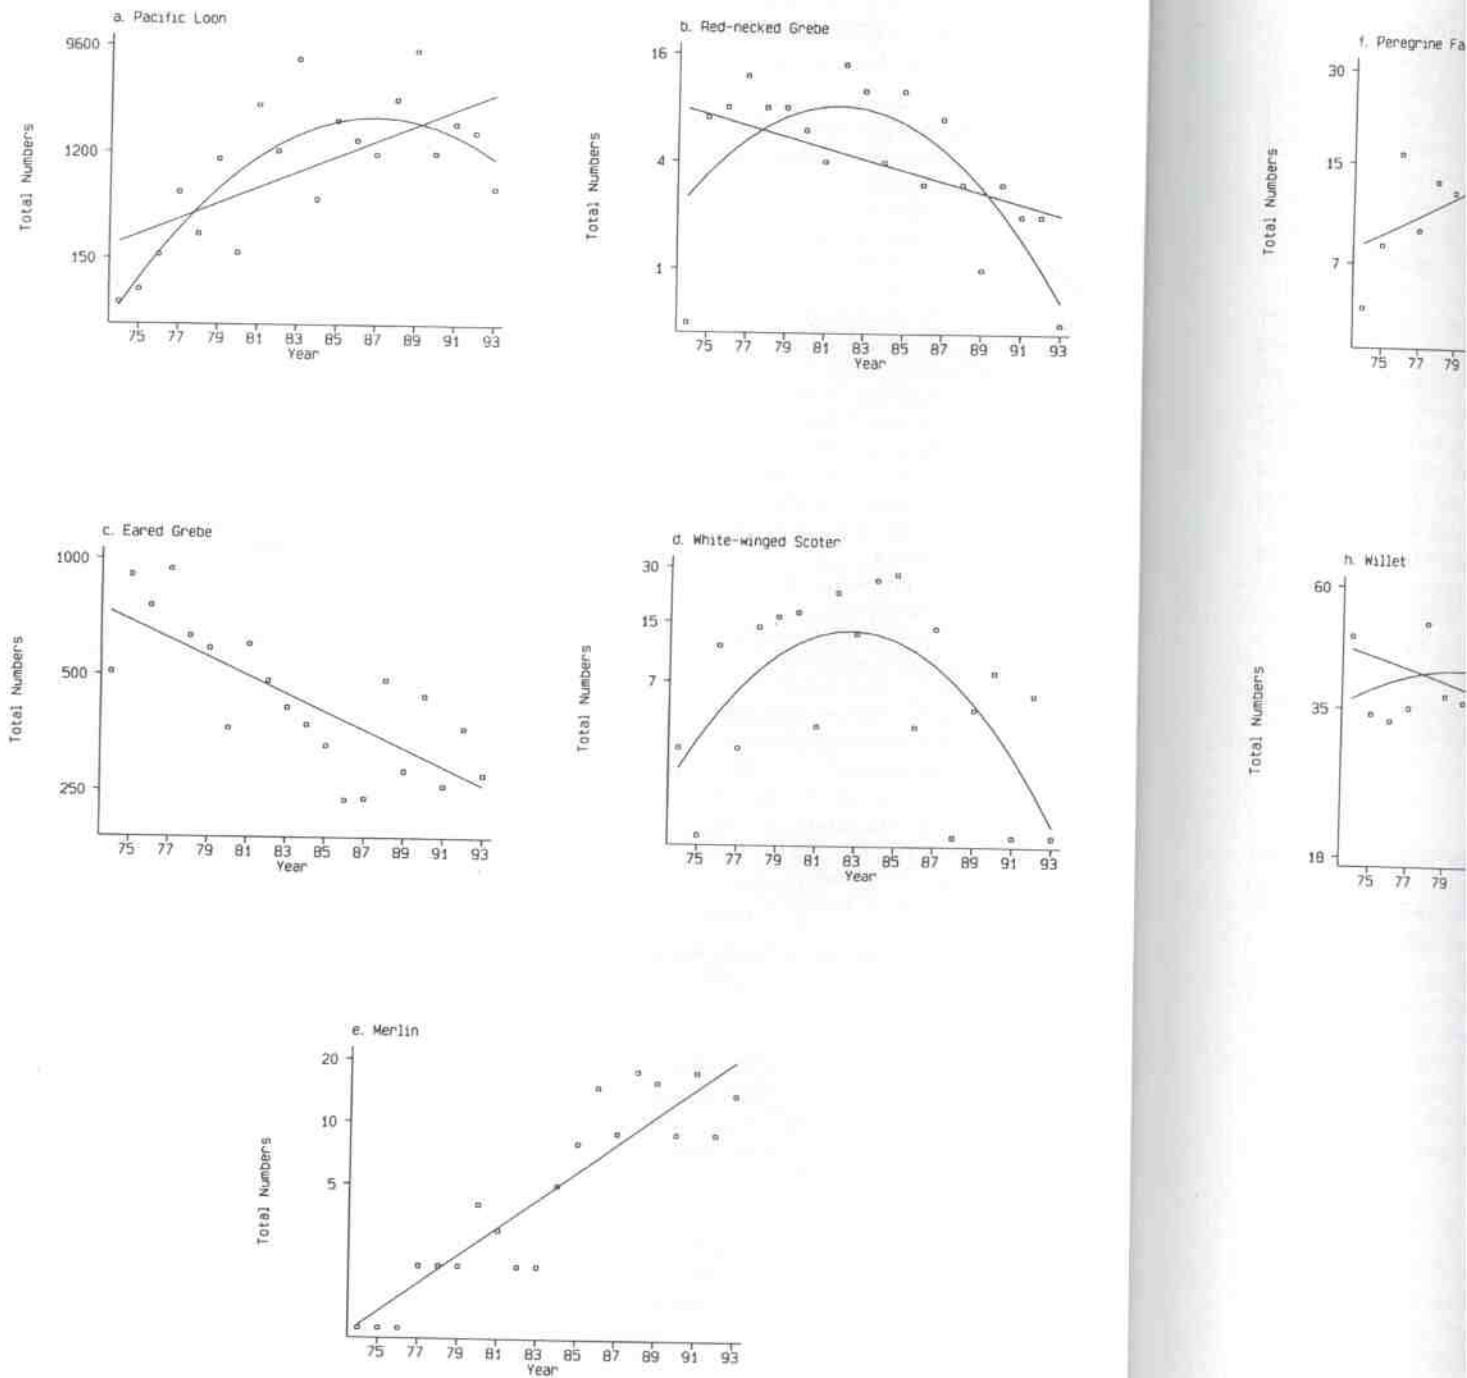 a. Pacific Loon
9600
1200
150
Total Numbers
75 77 79 81 83 85 87 89 91 93
Year
b. Red-necked Grebe
16
4
1
Total Numbers
75 77 79 81 83 85 87 89 91 93
Year
c. Eared Grebe
1000
500
250
Total Numbers
75 77 79 81 83 85 87 89 91 93
Year
d. White-winged Scoter
30
15
7
Total Numbers
75 77 79 81 83 85 87 89 91 93
Year
e. Merlin
20
10
5
Total Numbers
75 77 79 81 83 85 87 89 91 93
Year
f. Peregrine Fa
30
15
7
Total Numbers
75 77 79
h. Willet
60
35
18
Total Numbers
75 77 79